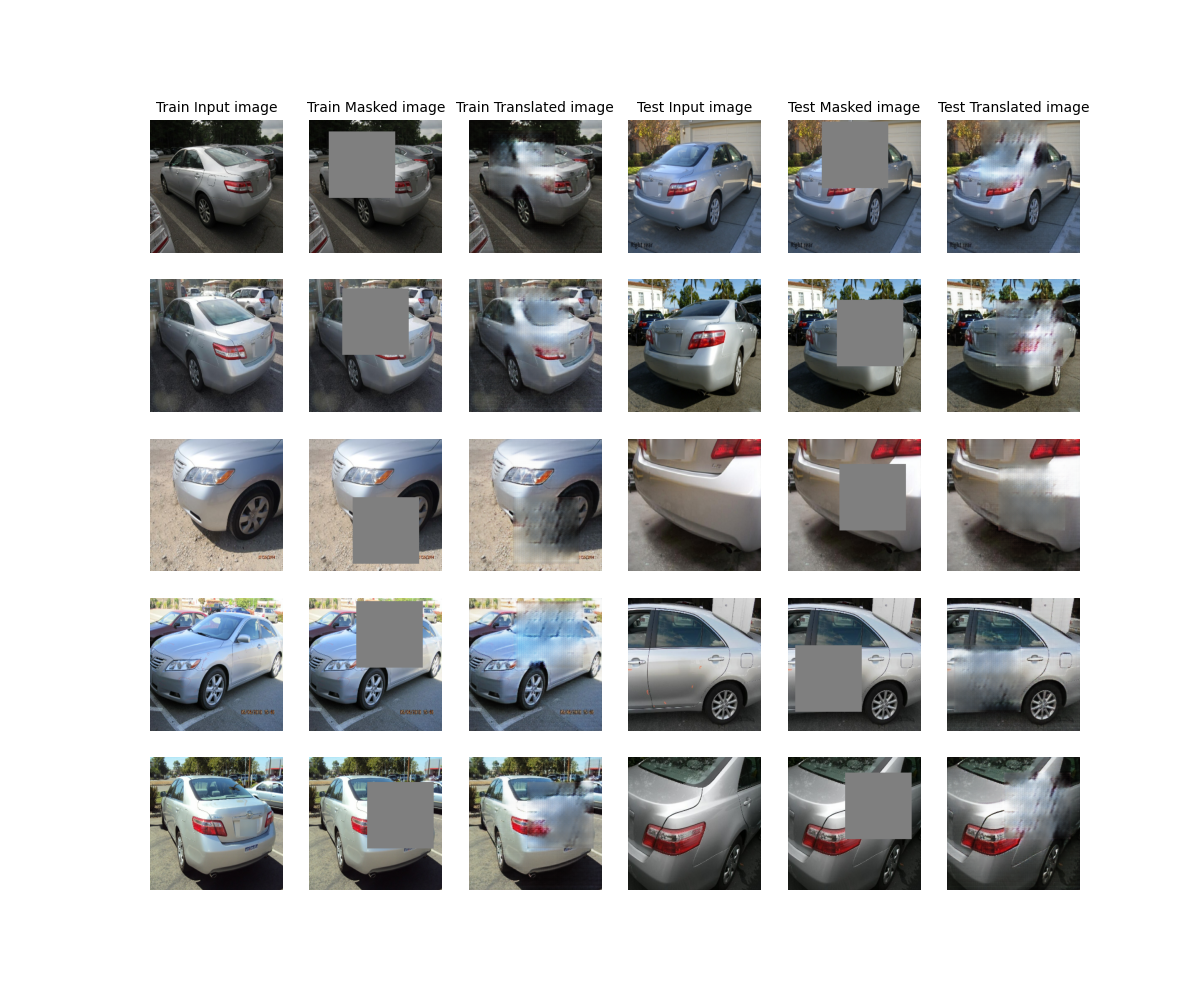 Train Input image
Train Masked image
Train Translated image
Test Input image
Test Masked image
Test Translated image